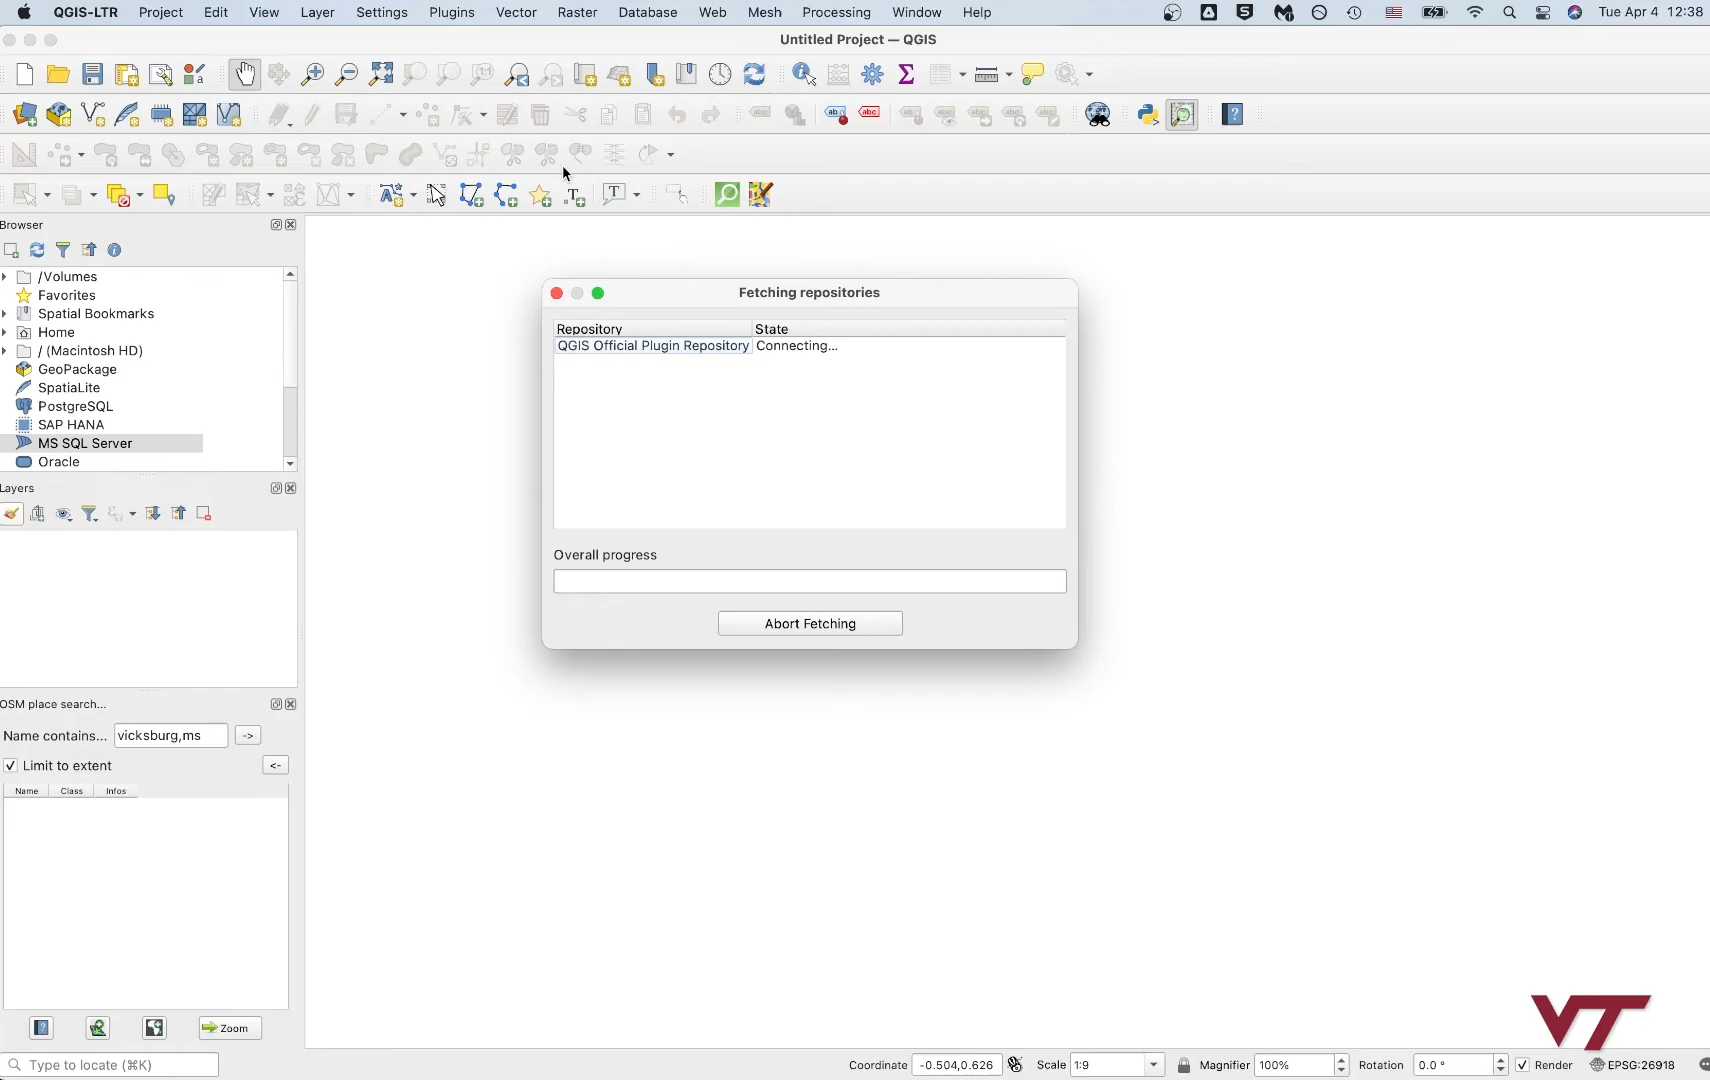 QGIS-LTR Project Edit View Layer Settings Plugins Vector Raster Database Web Mesh Processing Window Help Tue Apr 4 12:38
Untitled Project — QGIS
Browser
/Volumes
Favorites
Spatial Bookmarks
Home
/ (Macintosh HD)
GeoPackage
SpatiaLite
PostgreSQL
SAP HANA
MS SQL Server
Oracle
Layers
OSM place search...
Name contains... vicksburg,ms ->
Limit to extent <-
Name Class Infos
Zoom
Fetching repositories
Repository State
QGIS Official Plugin Repository Connecting...
Overall progress
Abort Fetching
VT
Type to locate (⌘K) Coordinate -0.504,0.626 Scale 1:9 Magnifier 100% Rotation 0.0 ° Render EPSG:26918